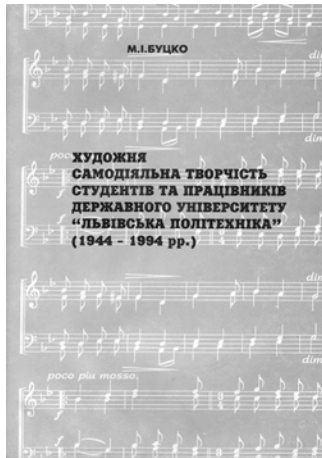 М.І.БУЦКО
dim
poco
ХУДОЖНЯ
САМОДІЯЛЬНА ТВОРЧІСТЬ
СТУДЕНТІВ ТА ПРАЦІВНИКІВ
ДЕРЖАВНОГО УНІВЕРСИТЕТУ
“ЛЬВІВСЬКА ПОЛІТЕХНІКА”
(1944 - 1994 рр.)
dim
poco più mosso,
dim